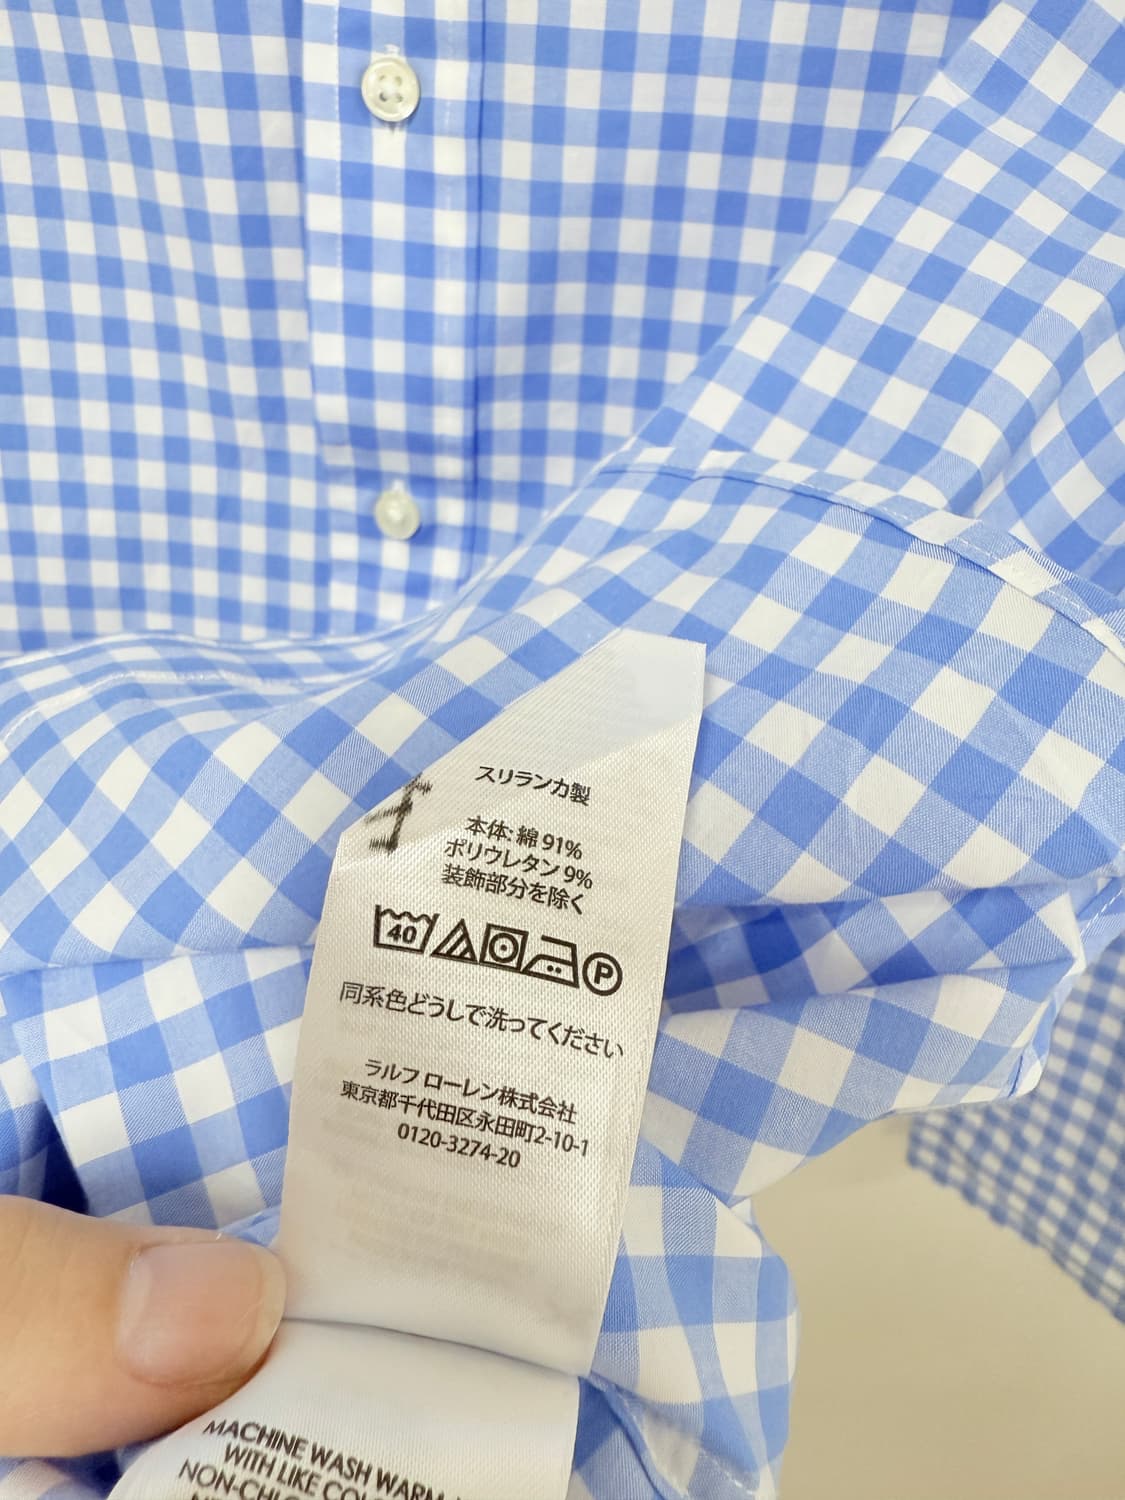 スリランカ製
本体: 綿 91%
ポリウレタン 9%
装飾部分を除く
40
P
同系色どうしで洗ってください
ラルフ ローレン株式会社
東京都千代田区永田町2-10-1
0120-3274-20
MACHINE WASH WARM
WITH LIKE